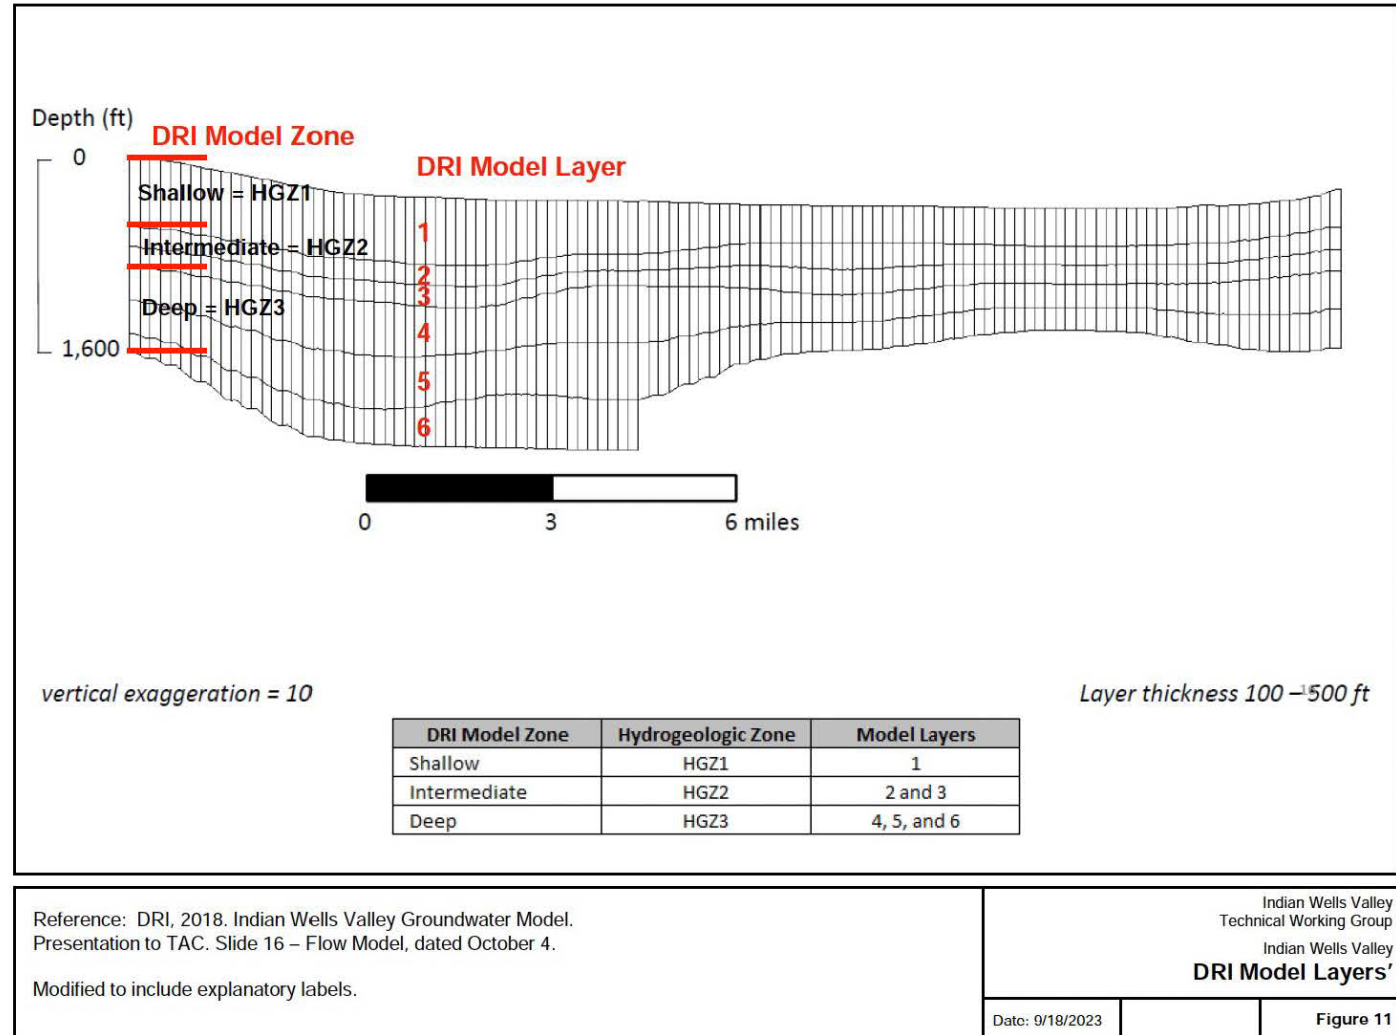 Depth (ft)
DRI Model Zone
0
DRI Model Layer
Shallow = HGZ1
1
Intermediate = HGZ2
2
3
Deep = HGZ3
4
1,600
5
6
0 3 6 miles
vertical exaggeration = 10
Layer thickness 100 – 500 ft
16
DRI Model Zone Hydrogeologic Zone Model Layers
Shallow HGZ1 1
Intermediate HGZ2 2 and 3
Deep HGZ3 4, 5, and 6
Reference: DRI, 2018. Indian Wells Valley Groundwater Model.
Presentation to TAC. Slide 16 – Flow Model, dated October 4.
Modified to include explanatory labels.
Indian Wells Valley
Technical Working Group
Indian Wells Valley
DRI Model Layers’
Date: 9/18/2023
Figure 11